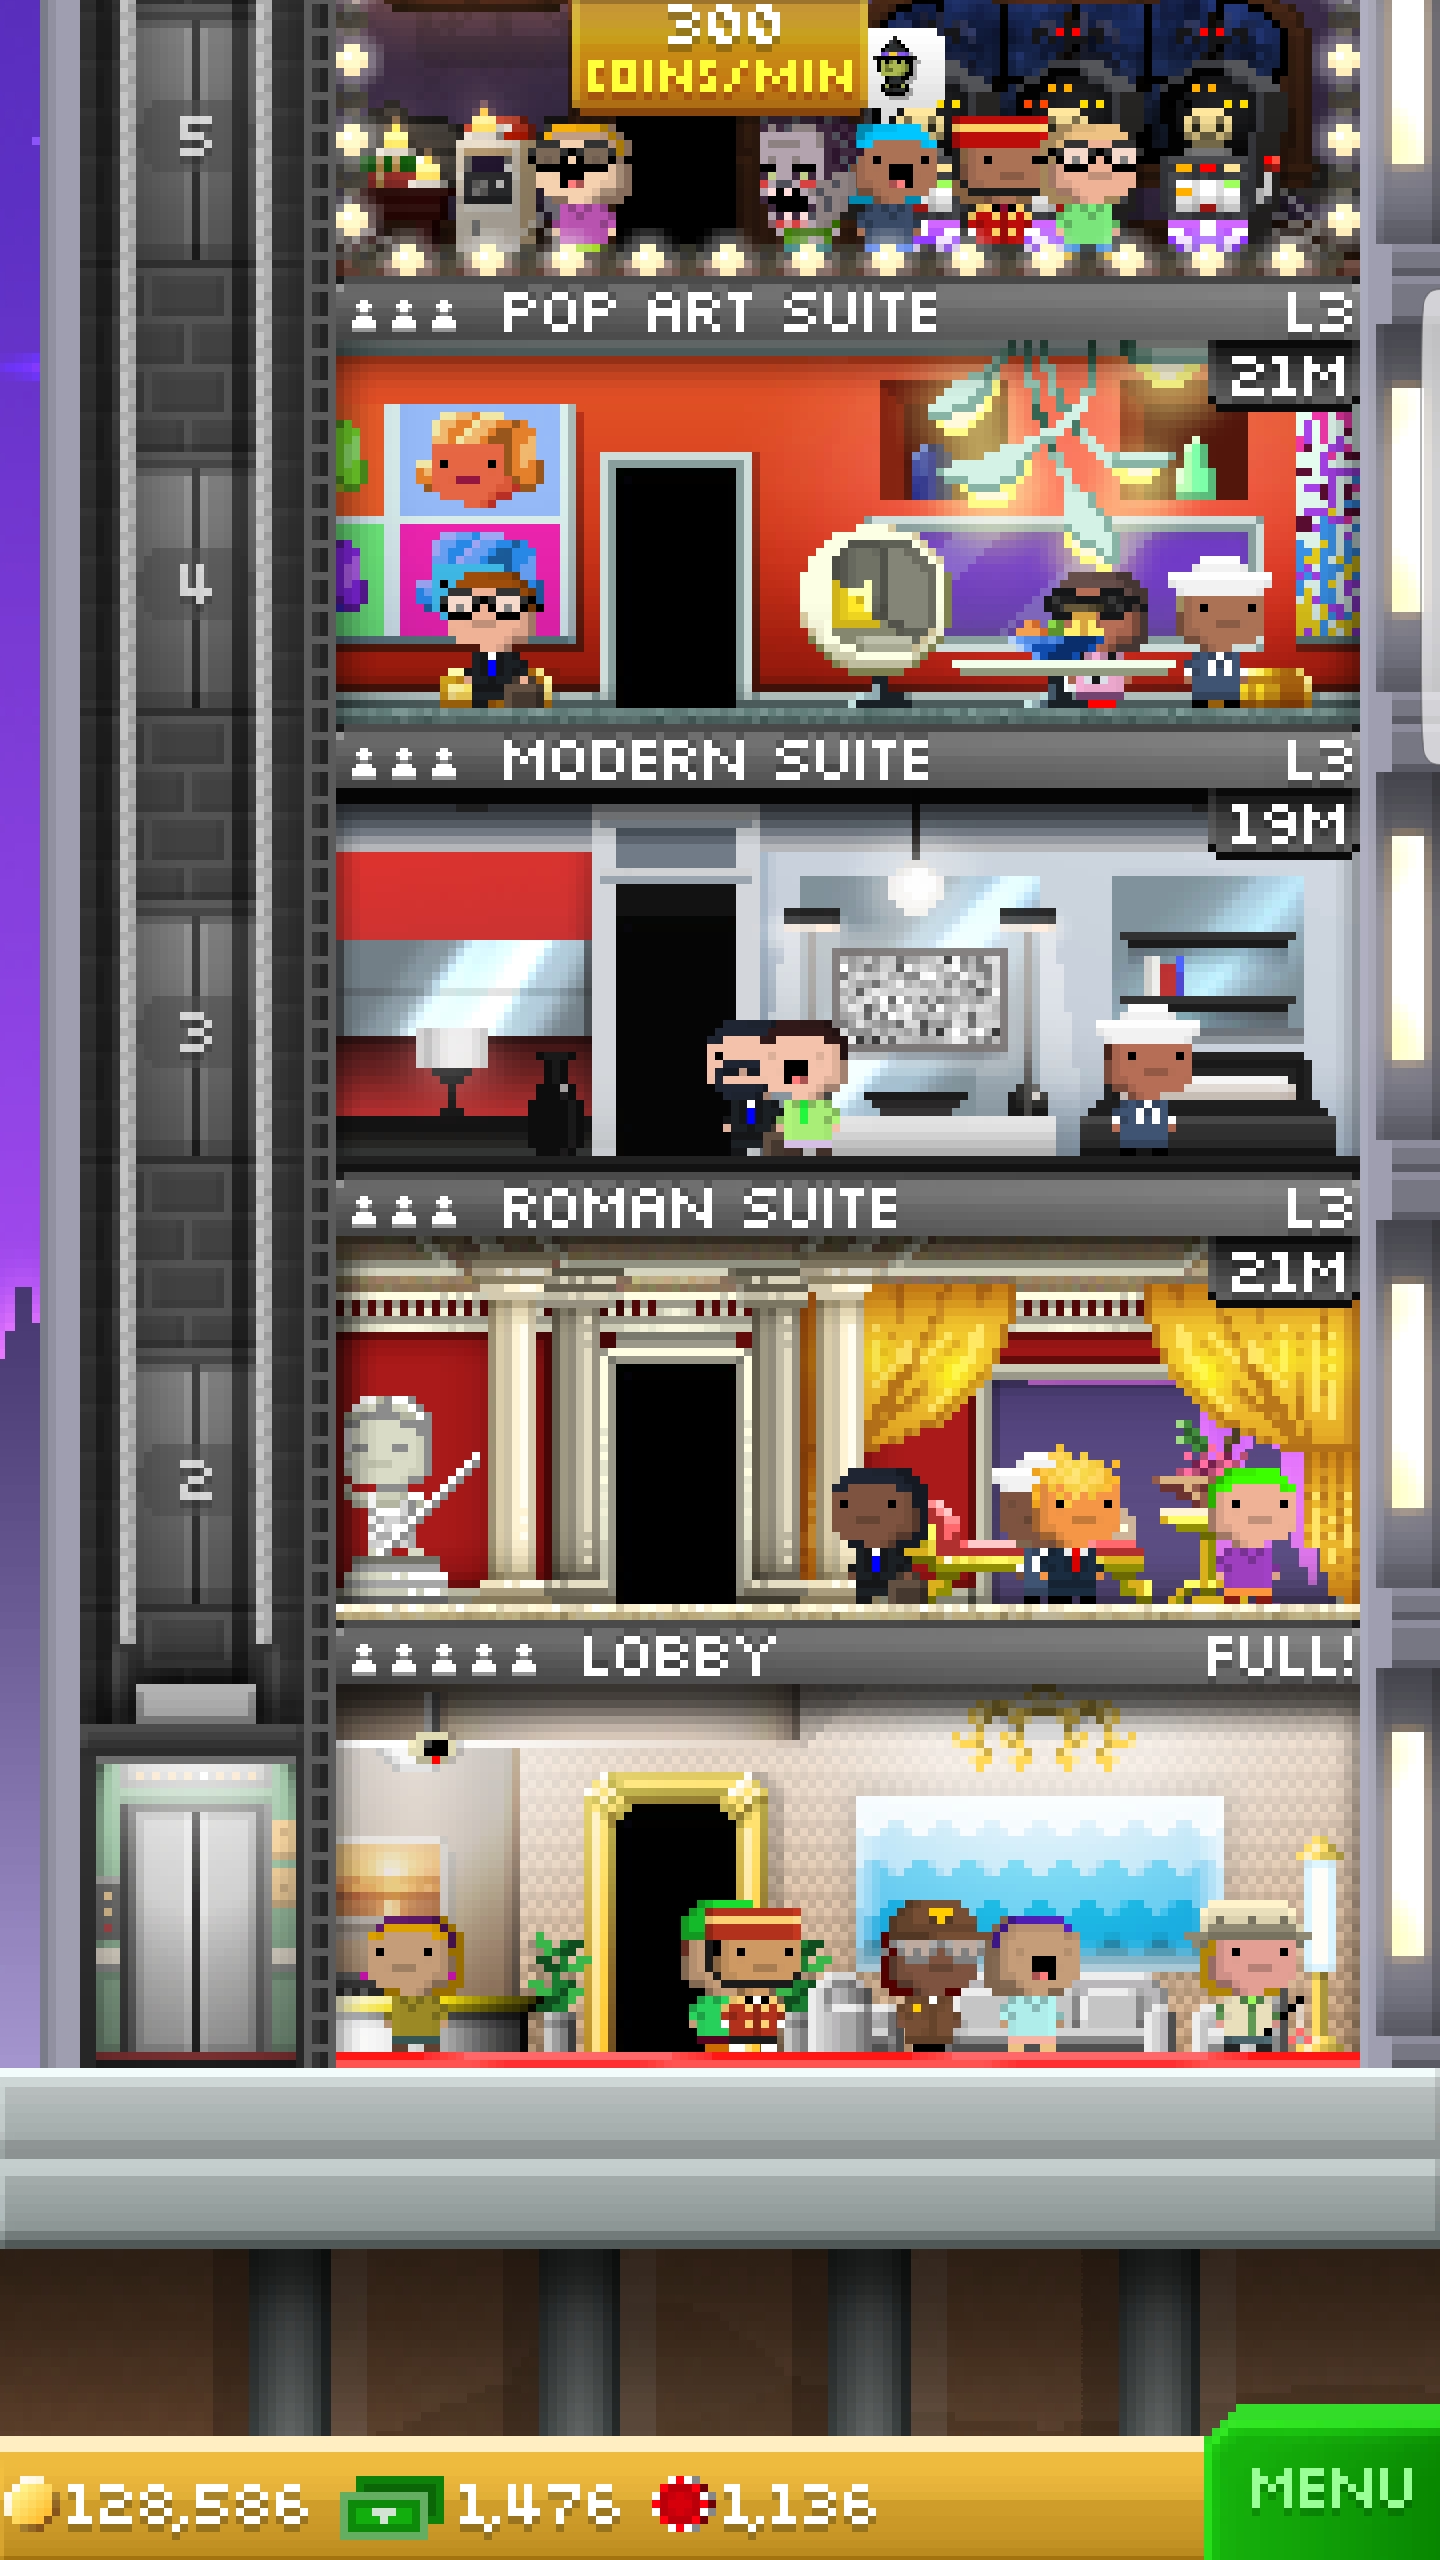 300
COINS/MIN
5
POP ART SUITE L3
21M
4
MODERN SUITE L3
19M
3
ROMAN SUITE L3
21M
2
LOBBY FULL!
128,586 1,476 1,136 MENU